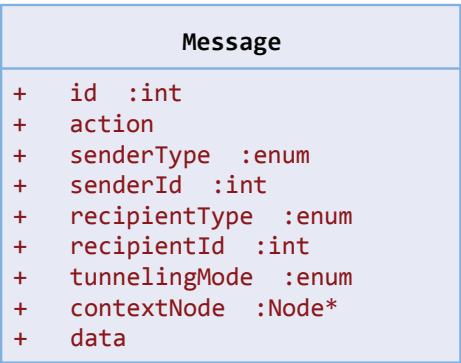 Message
+ id :int
+ action
+ senderType :enum
+ senderId :int
+ recipientType :enum
+ recipientId :int
+ tunnelingMode :enum
+ contextNode :Node*
+ data